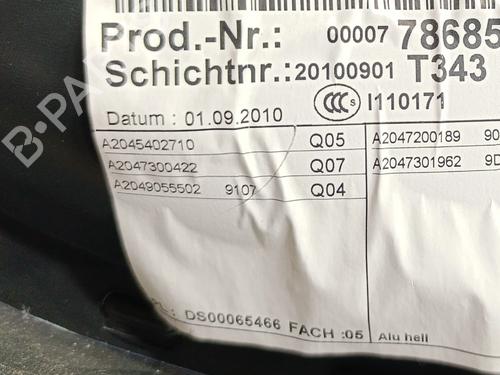 Prod.-Nr.: 00007 78685
Schichtnr.: 20100901 T343
Datum : 01.09.2010 CCC S I110171
A2045402710 Q05 A2047200189 90
A2047300422 Q07 A2047301962 9D
A2049055502 9107 Q04
DS00065466 FACH :05 Alu hell